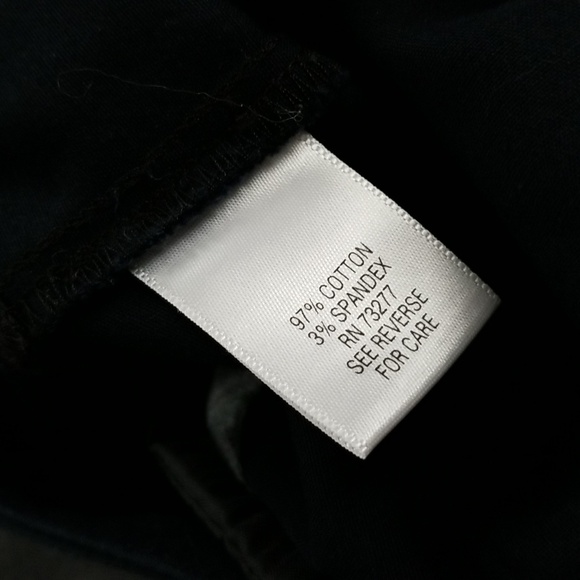 97% COTTON
3% SPANDEX
RN 73277
SEE REVERSE
FOR CARE